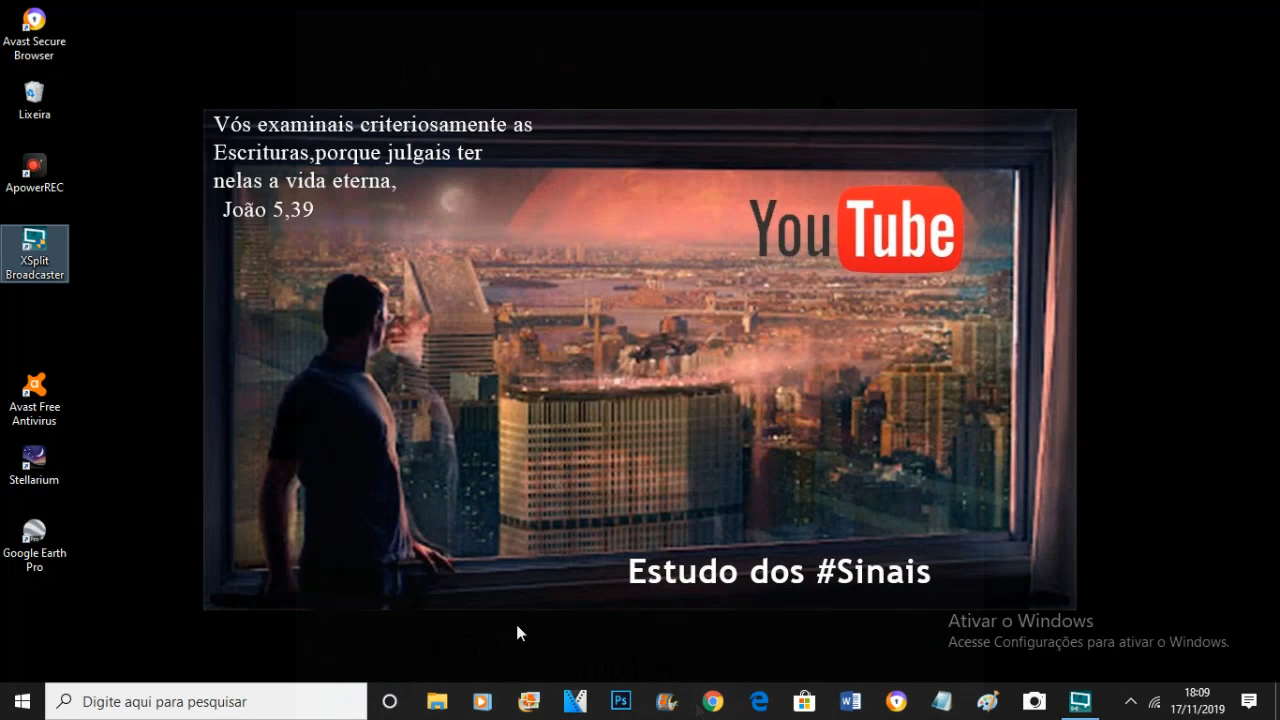 Avast Secure
Browser
Lixeira
ApowerREC
XSplit
Broadcaster
Avast Free
Antivirus
Stellarium
Google Earth
Pro
Vós examinais criteriosamente as
Escrituras,porque julgais ter
nelas a vida eterna,
João 5,39
YouTube
Estudo dos #Sinais
Ativar o Windows
Acesse Configurações para ativar o Windows.
Digite aqui para pesquisar
Ps
18:09
17/11/2019